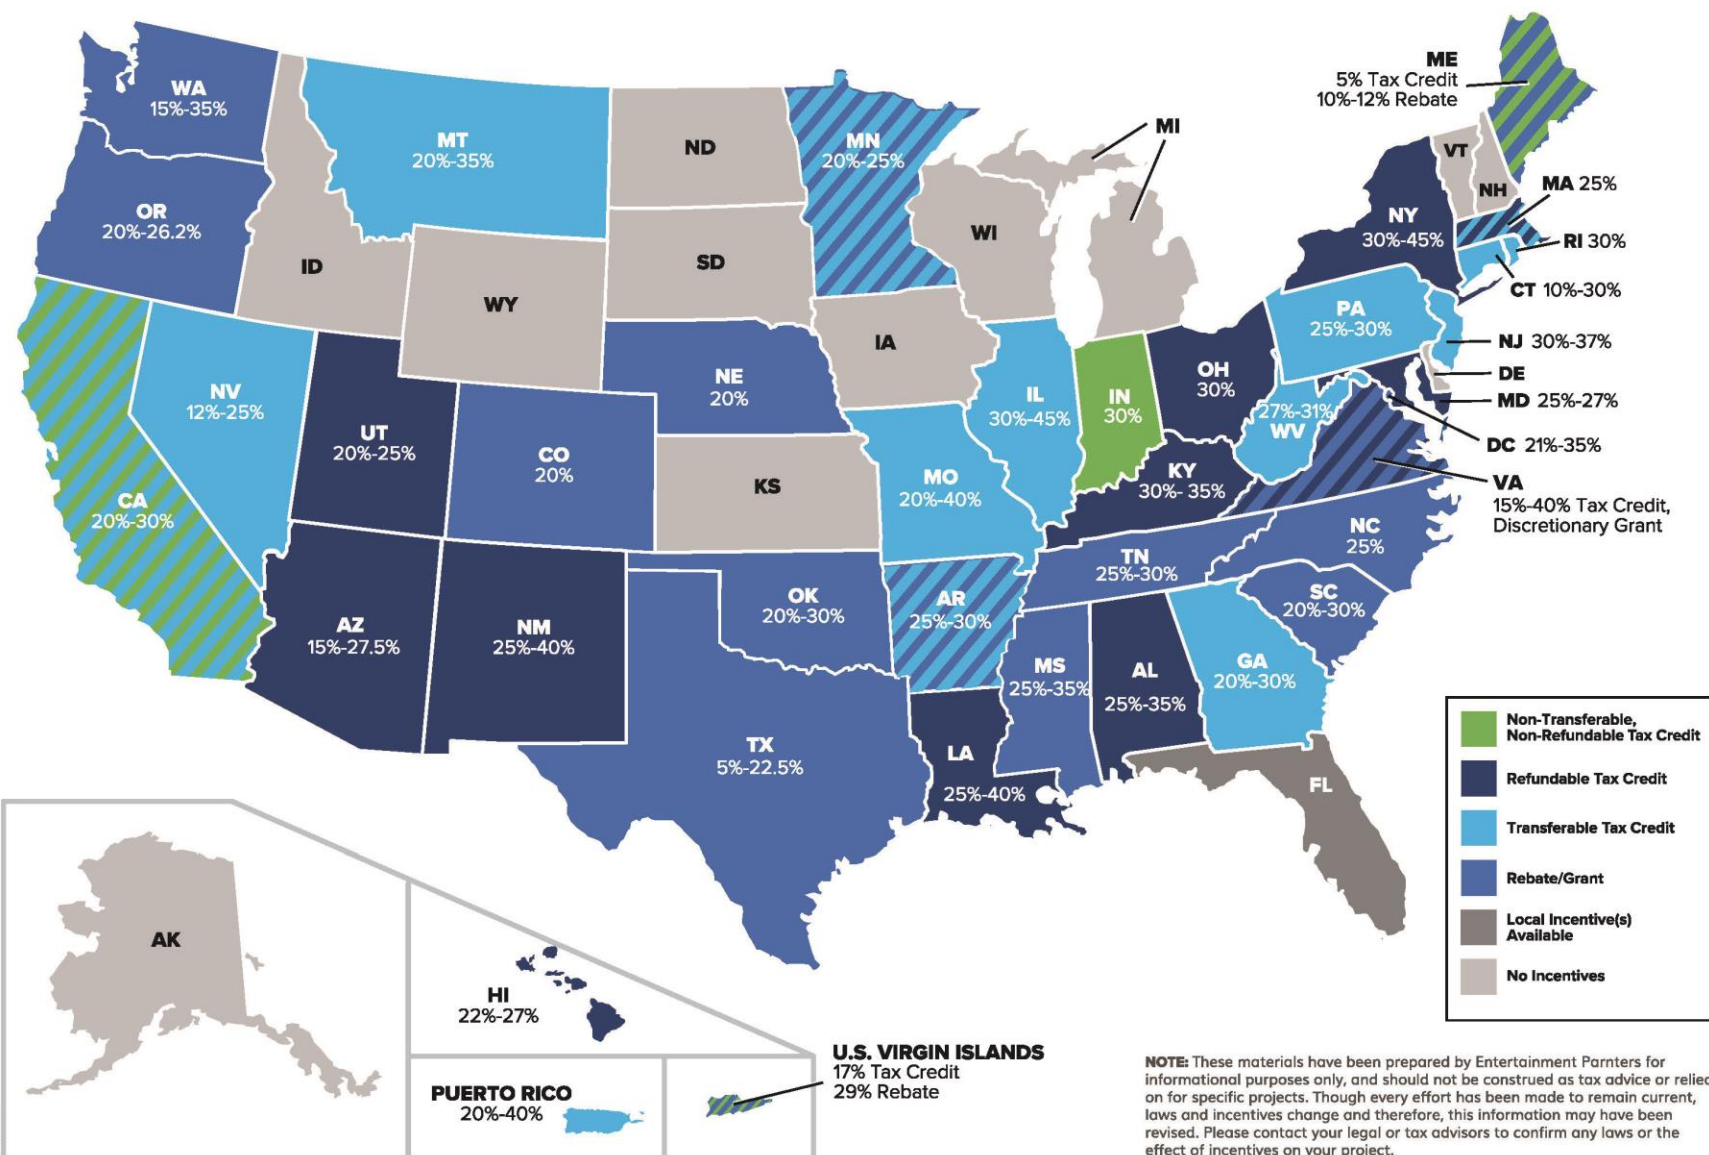 WA
15%-35%
OR
20%-26.2%
CA
20%-30%
NV
12%-25%
ID
MT
20%-35%
WY
UT
20%-25%
CO
20%
AZ
15%-27.5%
NM
25%-40%
ND
SD
NE
20%
KS
OK
20%-30%
TX
5%-22.5%
MN
20%-25%
IA
MO
20%-40%
AR
25%-30%
LA
25%-40%
WI
IL
30%-45%
MI
IN
30%
OH
30%
KY
30%- 35%
TN
25%-30%
MS
25%-35%
AL
25%-35%
GA
20%-30%
FL
SC
20%-30%
NC
25%
27%-31%
WV
PA
25%-30%
NY
30%-45%
VT
NH
ME
5% Tax Credit
10%-12% Rebate
MA 25%
RI 30%
CT 10%-30%
NJ 30%-37%
DE
MD 25%-27%
DC 21%-35%
VA
15%-40% Tax Credit,
Discretionary Grant
AK
HI
22%-27%
PUERTO RICO
20%-40%
U.S. VIRGIN ISLANDS
17% Tax Credit
29% Rebate
Non-Transferable,
Non-Refundable Tax Credit
Refundable Tax Credit
Transferable Tax Credit
Rebate/Grant
Local Incentive(s)
Available
No Incentives
NOTE: These materials have been prepared by Entertainment Parnters for
informational purposes only, and should not be construed as tax advice or relied
on for specific projects. Though every effort has been made to remain current,
laws and incentives change and therefore, this information may have been
revised. Please contact your legal or tax advisors to confirm any laws or the
effect of incentives on your project.